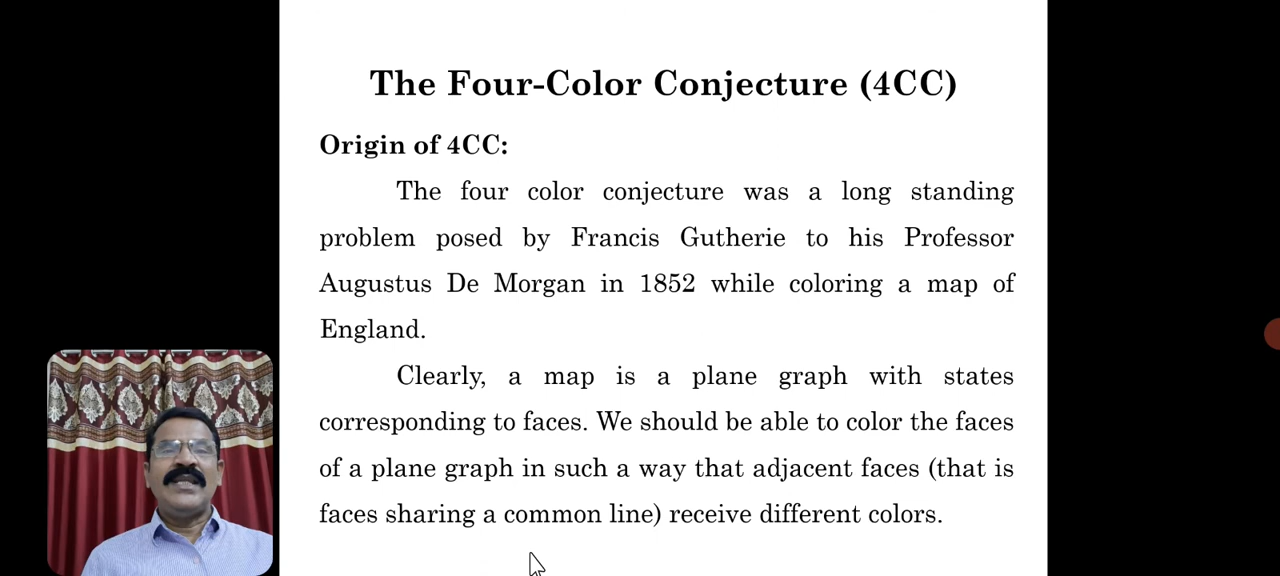 The Four-Color Conjecture (4CC)
Origin of 4CC:
The four color conjecture was a long standing
problem posed by Francis Gutherie to his Professor
Augustus De Morgan in 1852 while coloring a map of
England.
Clearly, a map is a plane graph with states
corresponding to faces. We should be able to color the faces
of a plane graph in such a way that adjacent faces (that is
faces sharing a common line) receive different colors.